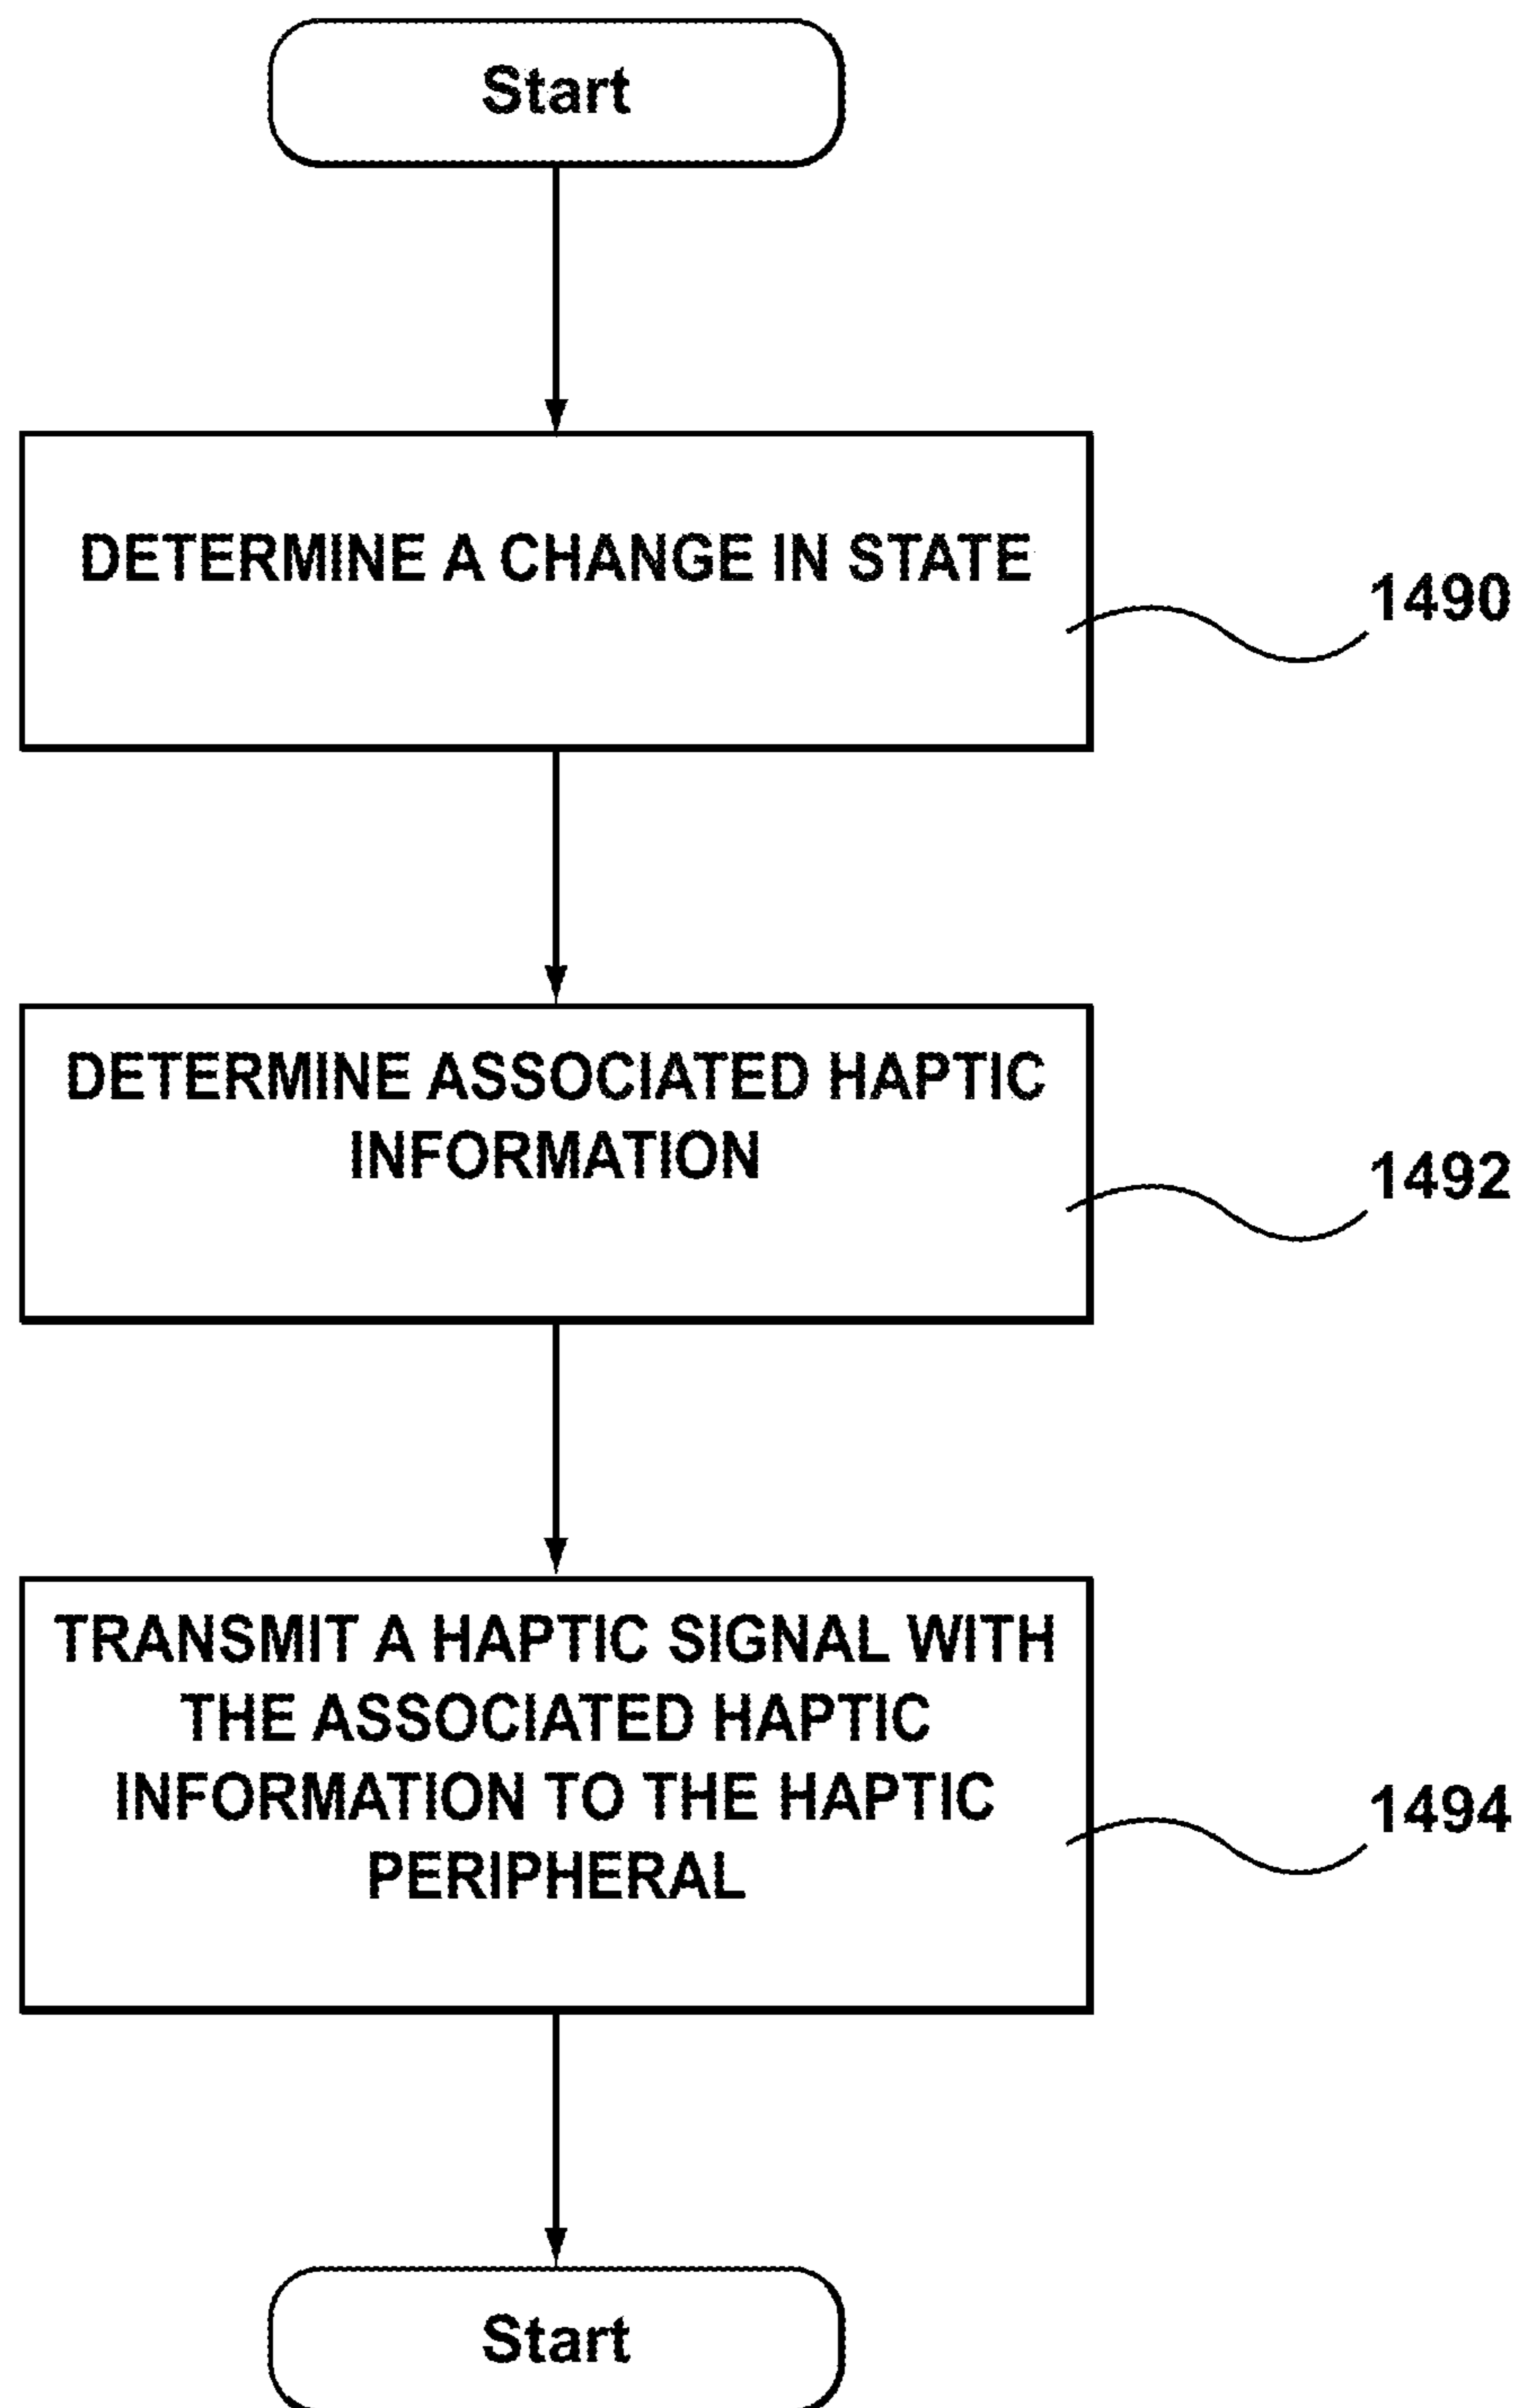 Start
DETERMINE A CHANGE IN STATE
1490
DETERMINE ASSOCIATED HAPTIC
INFORMATION
1492
TRANSMIT A HAPTIC SIGNAL WITH
THE ASSOCIATED HAPTIC
INFORMATION TO THE HAPTIC
PERIPHERAL
1494
Start